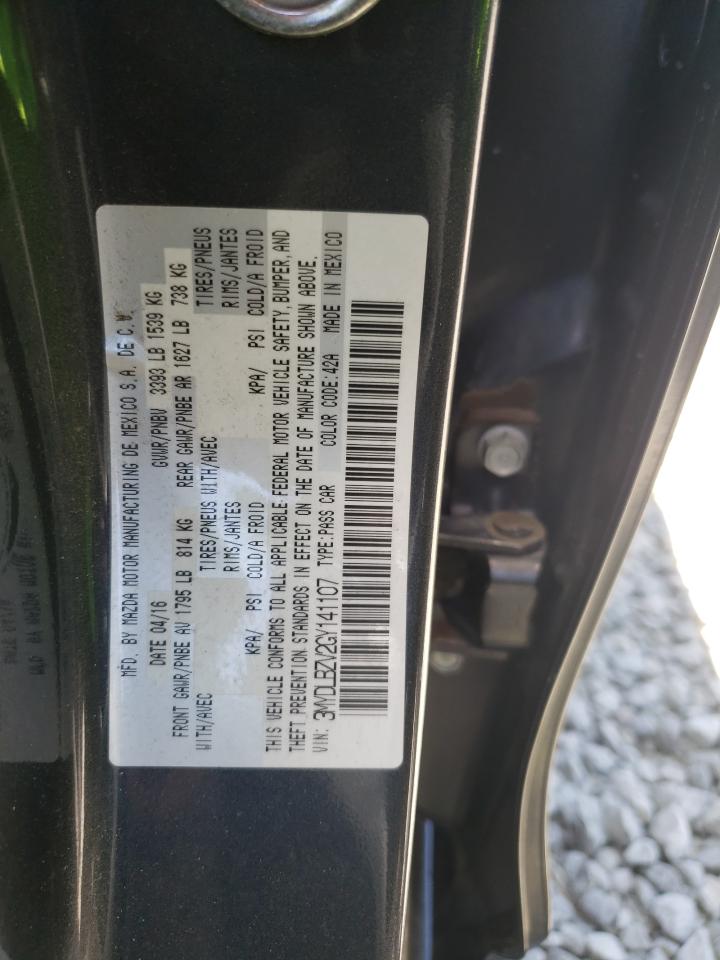 MFD. BY MAZDA MOTOR MANUFACTURING DE MEXICO S.A. DE C.V.
DATE 04/16 GVWR/PNBV 3393 LB 1539 KG
FRONT GAWR/PNBE AV 1795 LB 814 KG REAR GAWR/PNBE AR 1627 LB 738 KG
WITH/AVEC TIRES/PNEUS WITH/AVEC TIRES/PNEUS
RIMS/JANTES RIMS/JANTES
KPA/ PSI COLD/A FROID KPA/ PSI COLD/A FROID
THIS VEHICLE CONFORMS TO ALL APPLICABLE FEDERAL MOTOR VEHICLE SAFETY, BUMPER, AND
THEFT PREVENTION STANDARDS IN EFFECT ON THE DATE OF MANUFACTURE SHOWN ABOVE.
VIN: 3MYDLBZV2GY141107 TYPE:PASS CAR COLOR CODE:42A MADE IN MEXICO